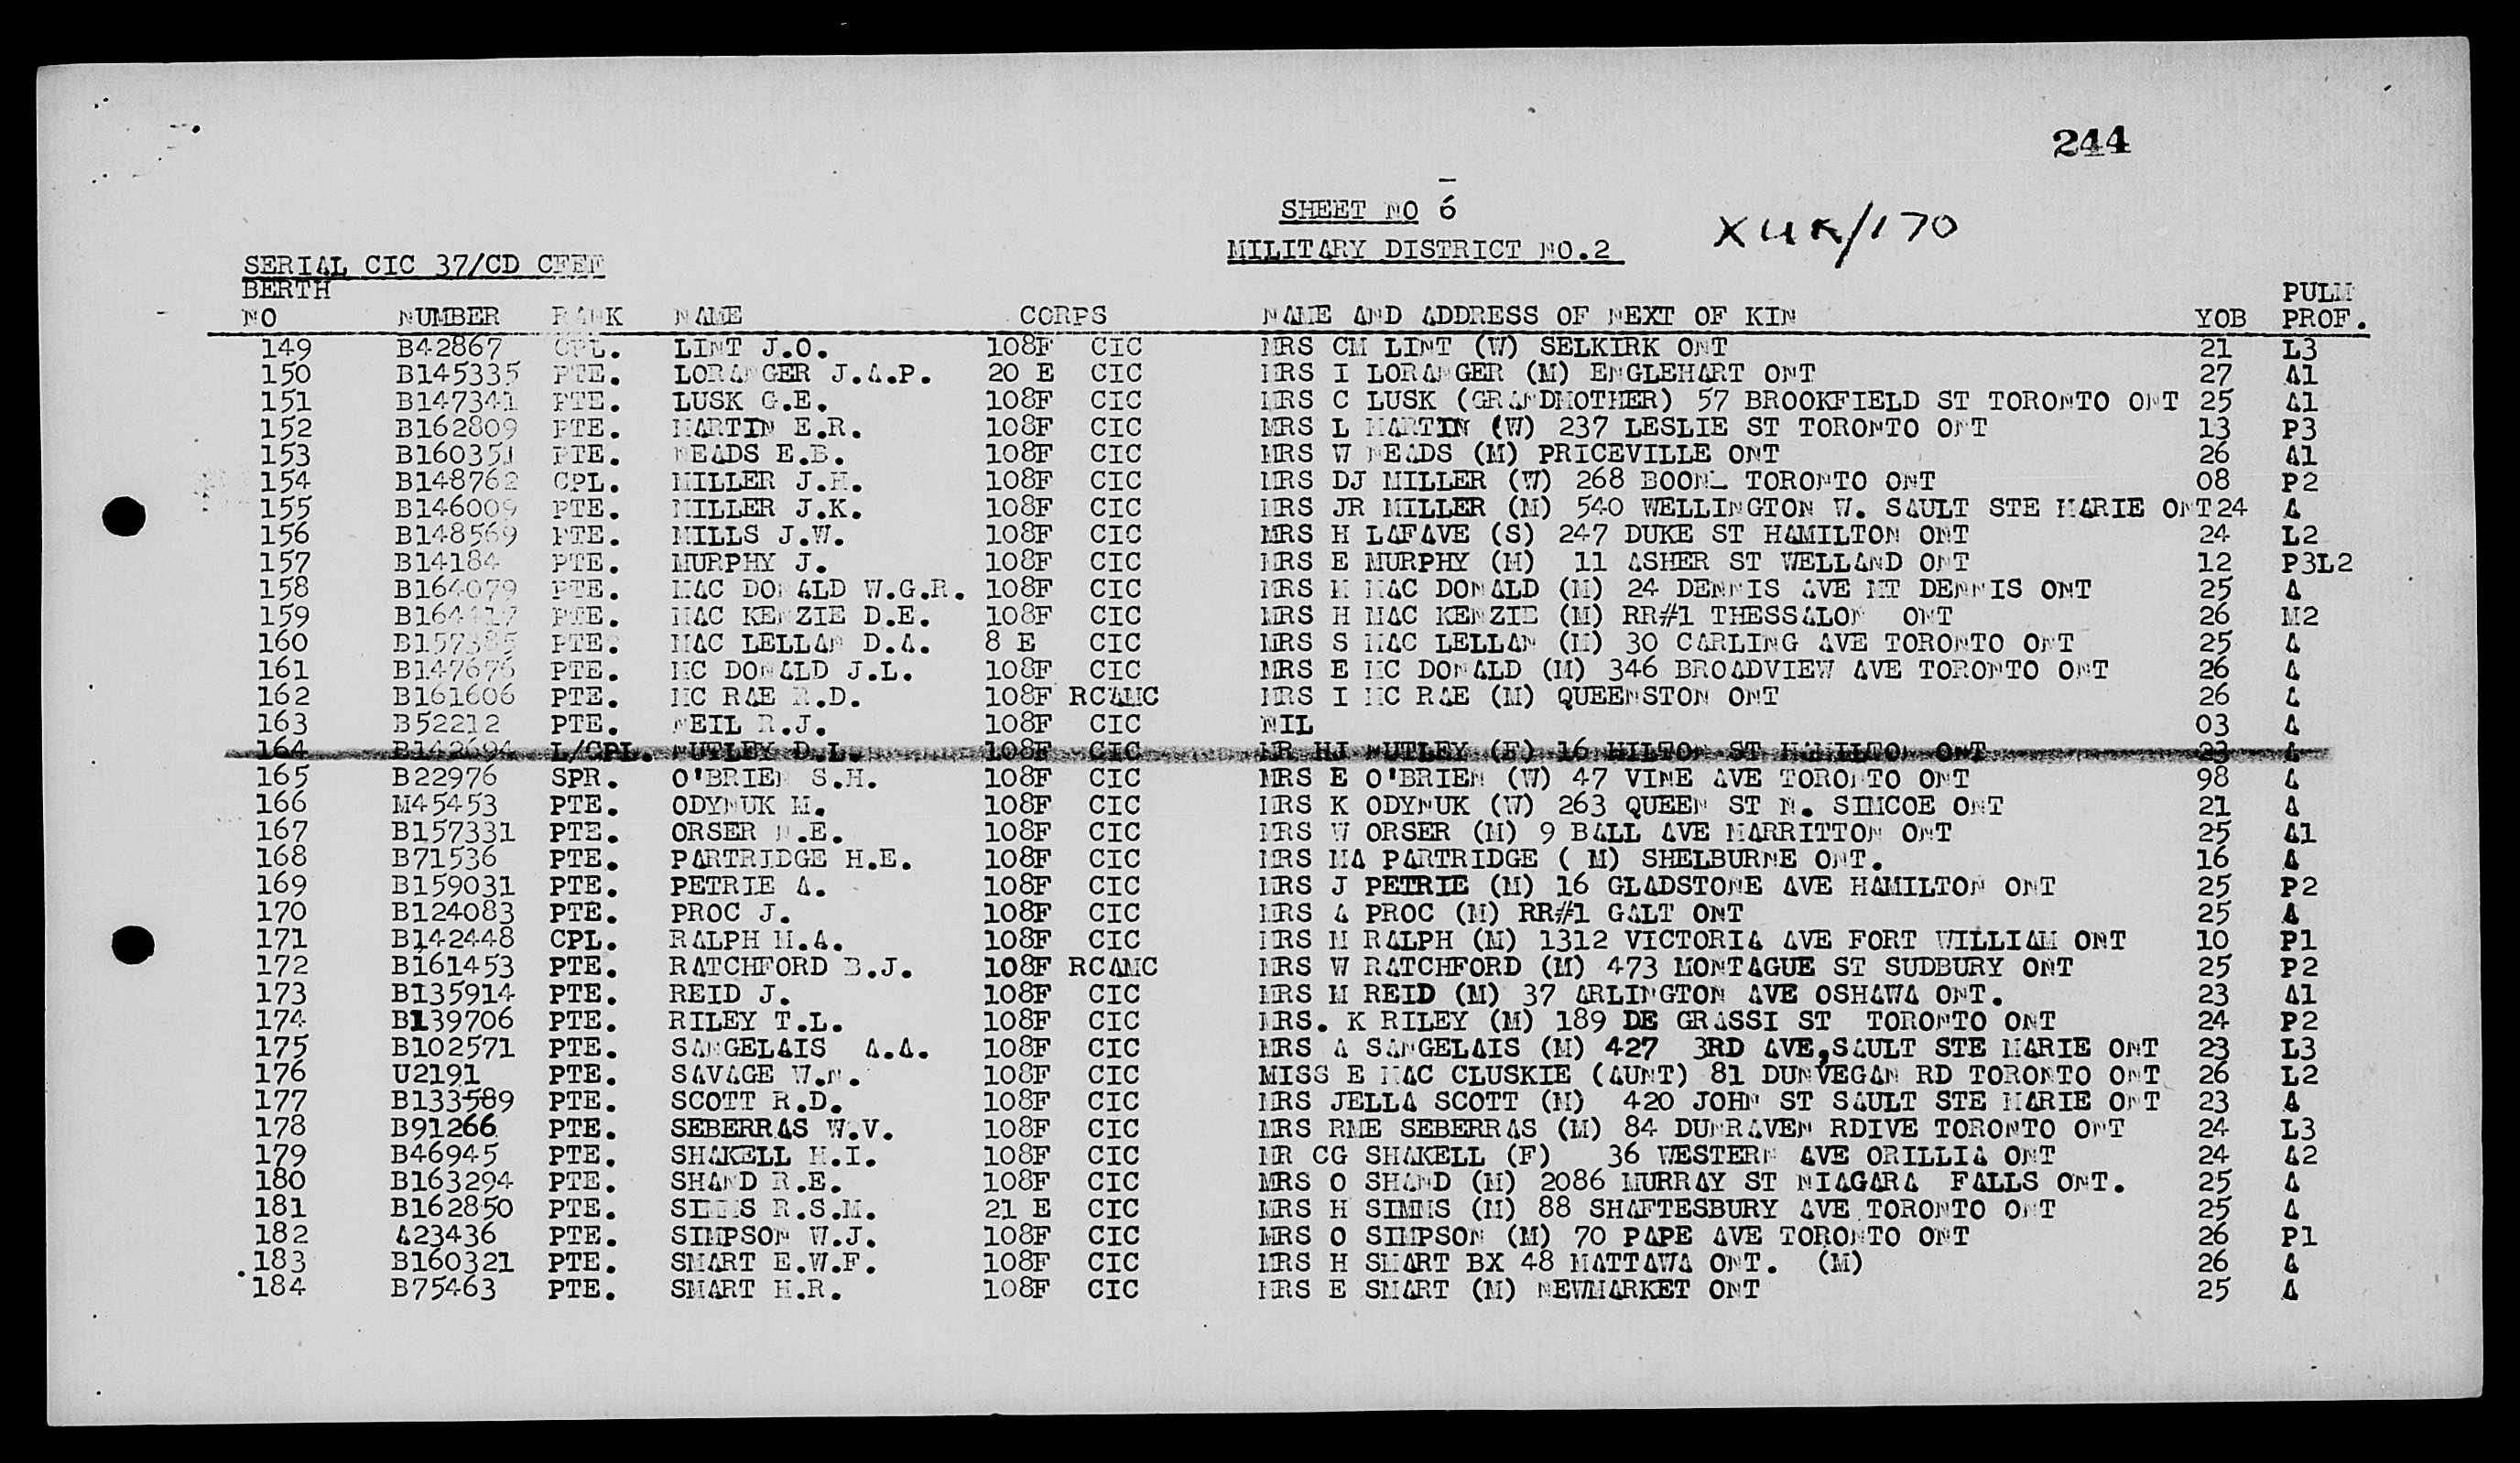 244
SHEET NO 6
XUK/170
MILITARY DISTRICT NO.2
SERIAL CIC 37/CD CFEF
BERTH PULM
NO NUMBER RANK NAME CORPS NAME AND ADDRESS OF NEXT OF KIN YOB PROF.
149 B42867 CPL. LINT J.O. 108F CIC MRS CM LINT (W) SELKIRK ONT 21 L3
150 B145335 PTE. LORANGER J.A.P. 20 E CIC MRS I LORANGER (M) ENGLEHART ONT 27 A1
151 B147341 PTE. LUSK G.E. 108F CIC MRS C LUSK (GRANDMOTHER) 57 BROOKFIELD ST TORONTO ONT 25 A1
152 B162809 PTE. MARTIN E.R. 108F CIC MRS L MARTIN (W) 237 LESLIE ST TORONTO ONT 13 P3
153 B160351 PTE. MEADS E.B. 108F CIC MRS W MEADS (M) PRICEVILLE ONT 26 A1
154 B148762 CPL. MILLER J.H. 108F CIC MRS DJ MILLER (W) 268 TORONTO ONT 08 P2
155 B146009 PTE. MILLER J.K. 108F CIC MRS JR MILLER (M) 540 WELLINGTON W. SAULT STE MARIE ONT24 A
156 B148569 PTE. MILLS J.W. 108F CIC MRS H LAFAVE (S) 247 DUKE ST HAMILTON ONT 24 L2
157 B14184 PTE. MURPHY J. 108F CIC MRS E MURPHY (M) 11 ASHER ST WELLAND ONT 12 P3L2
158 B164079 PTE. MAC DONALD W.G.R. 108F CIC MRS M MAC DONALD (M) 24 DENNIS AVE MT DENNIS ONT 25 A
159 PTE. MAC KENZIE D.E. 108F CIC MRS H MAC KENZIE (M) RR#1 THESSALON ONT 26 M2
160 B157385 PTE. MAC LELLAN D.A. 8 E CIC MRS S MAC LELLAN (M) 30 CARLING AVE TORONTO ONT 25 A
161 B147676 PTE. MC DONALD J.L. 108F CIC MRS E MC DONALD (M) 346 BROADVIEW AVE TORONTO ONT 26 A
162 B161606 PTE. MC RAE R.D. 108F RCAMC MRS I MC RAE (M) QUEENSTON ONT 26 A
163 B52212 PTE. NEIL R.J. 108F CIC NIL 03 A
164 B142694 L/CPL. NUTLEY D.L. 108F CIC MR HJ NUTLEY (F) 16 HILTON ST HAMILTON ONT 23 A
165 B22976 SPR. O'BRIEN S.H. 108F CIC MRS E O'BRIEN (W) 47 VINE AVE TORONTO ONT 98 A
166 M45453 PTE. ODYNUK M. 108F CIC MRS K ODYNUK (W) 263 QUEEN ST N. SIMCOE ONT 21 A
167 B157331 PTE. ORSER N.E. 108F CIC MRS W ORSER (M) 9 BALL AVE MARRITTON ONT 25 A1
168 B71536 PTE. PARTRIDGE H.E. 108F CIC MRS MA PARTRIDGE ( M) SHELBURNE ONT. 16 A
169 B159031 PTE. PETRIE A. 108F CIC MRS J PETRIE (M) 16 GLADSTONE AVE HAMILTON ONT 25 P2
170 B124083 PTE. PROC J. 108F CIC MRS A PROC (M) RR#1 GALT ONT 25 A
171 B142448 CPL. RALPH M.A. 108F CIC MRS M RALPH (M) 1312 VICTORIA AVE FORT WILLIAM ONT 10 P1
172 B161453 PTE. RATCHFORD B.J. 108F RCAMC MRS W RATCHFORD (M) 473 MONTAGUE ST SUDBURY ONT 25 P2
173 B135914 PTE. REID J. 108F CIC MRS M REID (M) 37 ARLINGTON AVE OSHAWA ONT. 23 A1
174 B139706 PTE. RILEY T.L. 108F CIC MRS. K RILEY (M) 189 DE GRASSI ST TORONTO ONT 24 P2
175 B102571 PTE. SANGELAIS A.A. 108F CIC MRS A SANGELAIS (M) 427 3RD AVE,SAULT STE MARIE ONT 23 L3
176 U2191 PTE. SAVAGE W.N. 108F CIC MISS E MAC CLUSKIE (AUNT) 81 DUNVEGAN RD TORONTO ONT 26 L2
177 B133589 PTE. SCOTT R.D. 108F CIC MRS JELLA SCOTT (M) 420 JOHN ST SAULT STE MARIE ONT 23 A
178 B91266 PTE. SEBERRAS W.V. 108F CIC MRS RME SEBERRAS (M) 84 DUNRAVEN RDIVE TORONTO ONT 24 L3
179 B46945 PTE. SHAKELL H.I. 108F CIC MR CG SHAKELL (F) 36 WESTERN AVE ORILLIA ONT 24 A2
180 B163294 PTE. SHAND R.E. 108F CIC MRS O SHAND (M) 2086 MURRAY ST NIAGARA FALLS ONT. 25 A
181 B162850 PTE. SIMMS R.S.M. 21 E CIC MRS H SIMMS (M) 88 SHAFTESBURY AVE TORONTO ONT 25 A
182 A23436 PTE. SIMPSON W.J. 108F CIC MRS O SIMPSON (M) 70 PAPE AVE TORONTO ONT 26 P1
183 B160321 PTE. SMART E.W.F. 108F CIC MRS H SMART BX 48 MATTAWA ONT. (M) 26 A
184 B75463 PTE. SMART H.R. 108F CIC MRS E SMART (M) NEWMARKET ONT 25 A